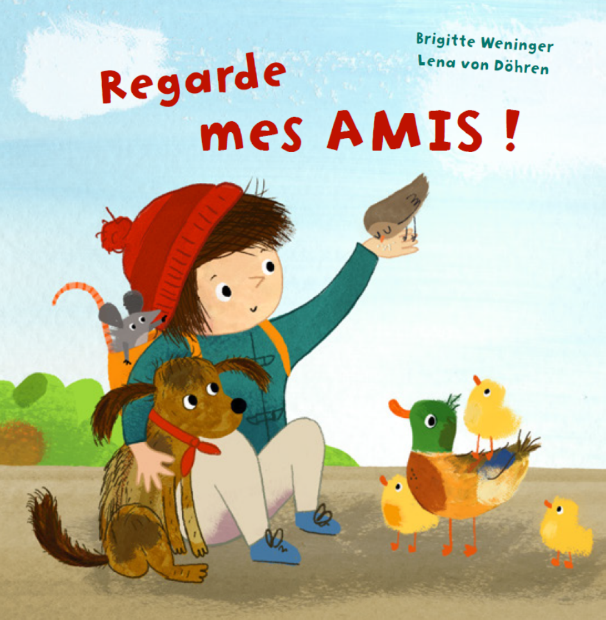 Brigitte Weninger
Lena von Döhren
Regarde
mes AMIS !